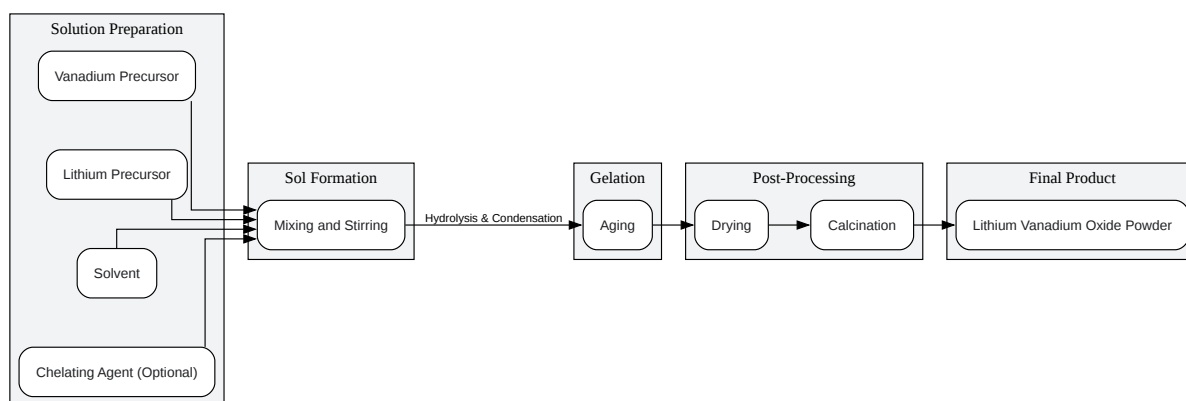 Solution Preparation
Vanadium Precursor
Lithium Precursor
Solvent
Chelating Agent (Optional)
Sol Formation
Mixing and Stirring
Hydrolysis & Condensation
Gelation
Aging
Post-Processing
Drying
Calcination
Final Product
Lithium Vanadium Oxide Powder